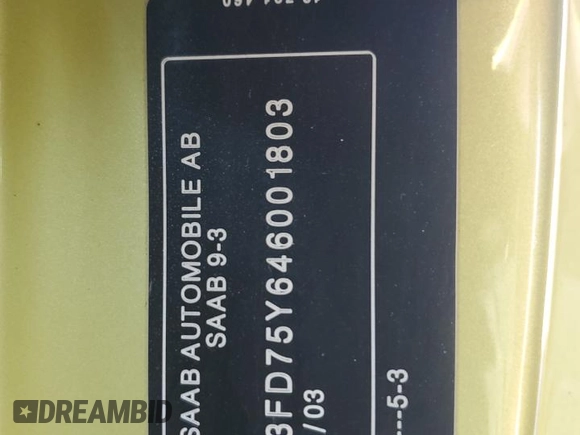 SAAB AUTOMOBILE AB
SAAB 9-3
3FD75Y646001803
/03
---5-3
DREAMBID